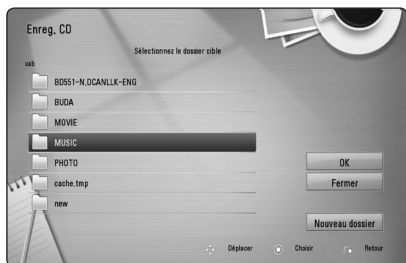 Enreg, CD
Sélectionnez le dossier cible
usb
BD551-N,DCANLLK-ENG
BUDA
MOVIE
MUSIC
PHOTO
cache,tmp
new
OK
Fermer
Nouveau dossier
Déplacer Choisir Retour